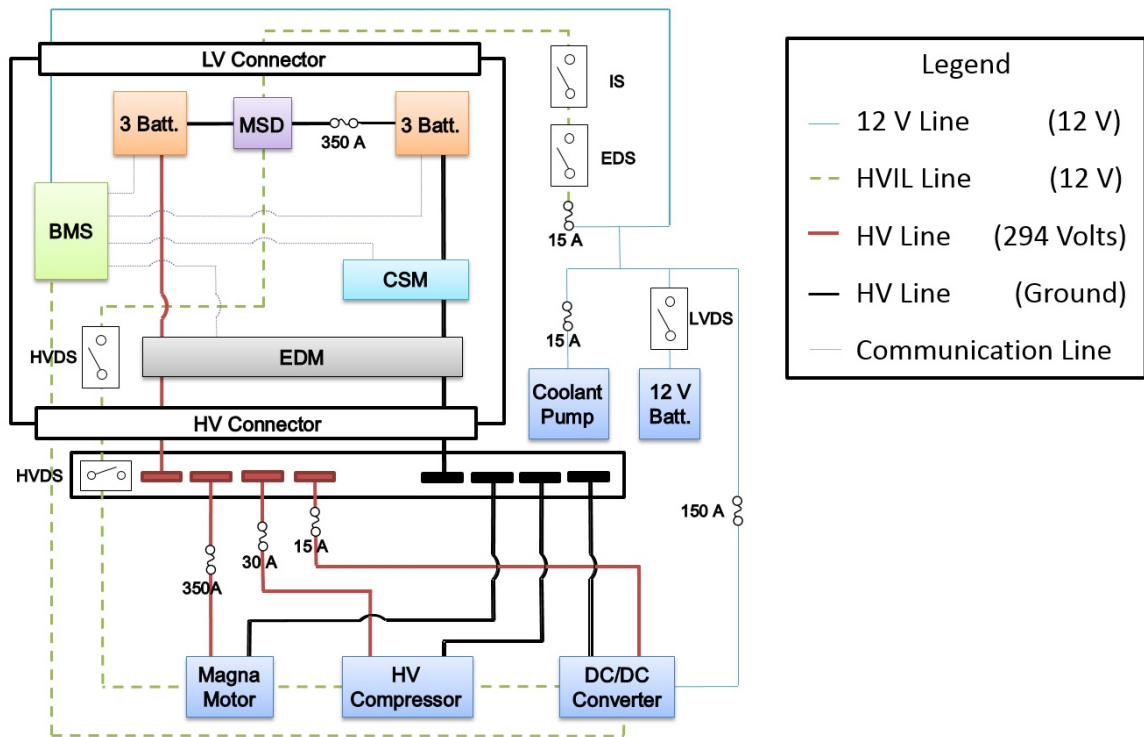 LV Connector
IS
3 Batt.
MSD
3 Batt.
350 A
EDS
BMS
15 A
CSM
LVDS
HVDS
15 A
EDM
Coolant
Pump
12 V
Batt.
HV Connector
HVDS
150 A
350A
30 A
15 A
Magna
Motor
HV
Compressor
DC/DC
Converter
Legend
12 V Line (12 V)
HVIL Line (12 V)
HV Line (294 Volts)
HV Line (Ground)
Communication Line